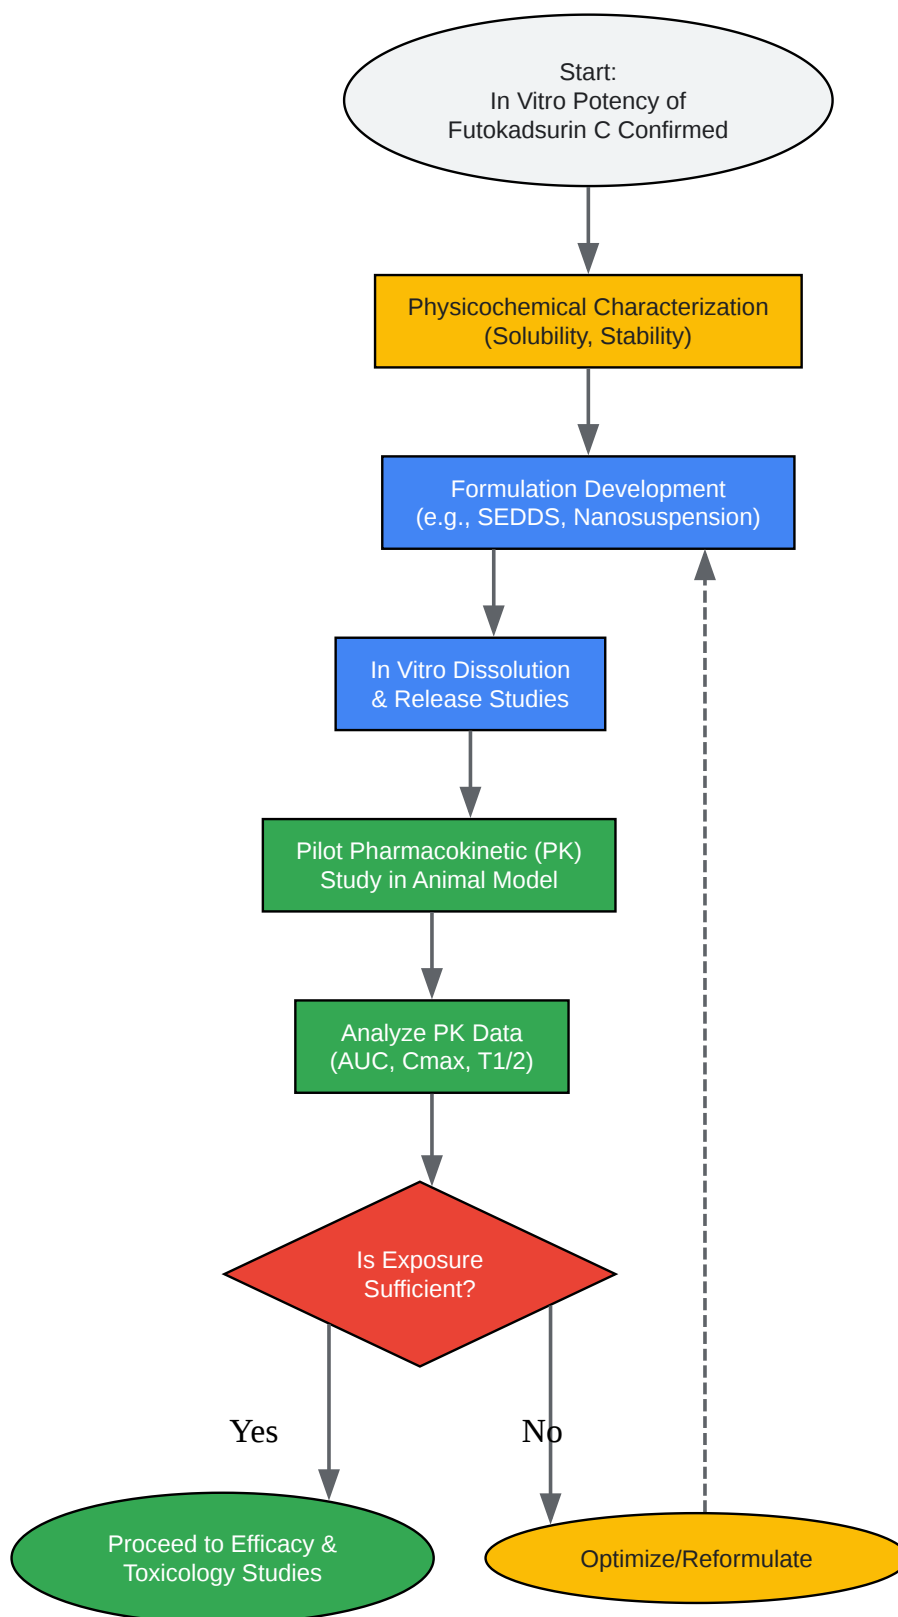 Start:
In Vitro Potency of
Futokadsurin C Confirmed
Physicochemical Characterization
(Solubility, Stability)
Formulation Development
(e.g., SEDDS, Nanosuspension)
In Vitro Dissolution
& Release Studies
Pilot Pharmacokinetic (PK)
Study in Animal Model
Analyze PK Data
(AUC, Cmax, T1/2)
Is Exposure
Sufficient?
Yes
No
Proceed to Efficacy &
Toxicology Studies
Optimize/Reformulate